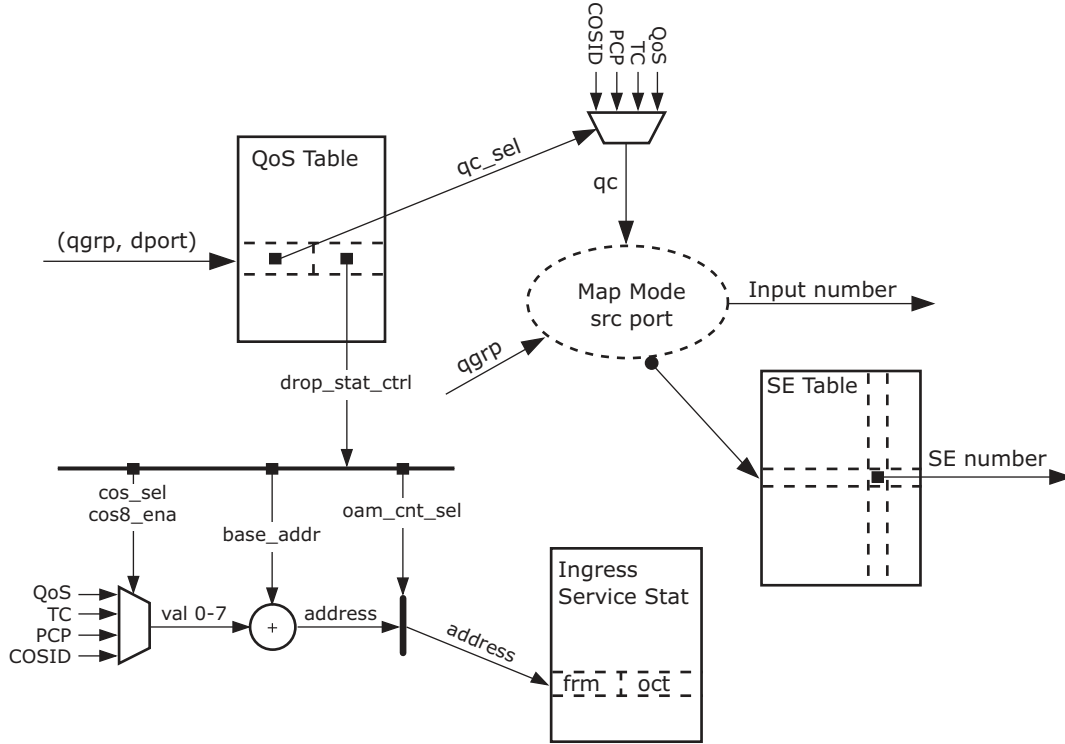 COSID
PCP
TC
QoS
QoS Table
qc_sel
qc
(qgrp, dport)
Map Mode
src port
Input number
qgrp
drop_stat_ctrl
SE Table
SE number
cos_sel
cos8_ena
base_addr
oam_cnt_sel
Ingress
Service Stat
QoS
TC
PCP
COSID
val 0-7
+
address
address
frm
oct